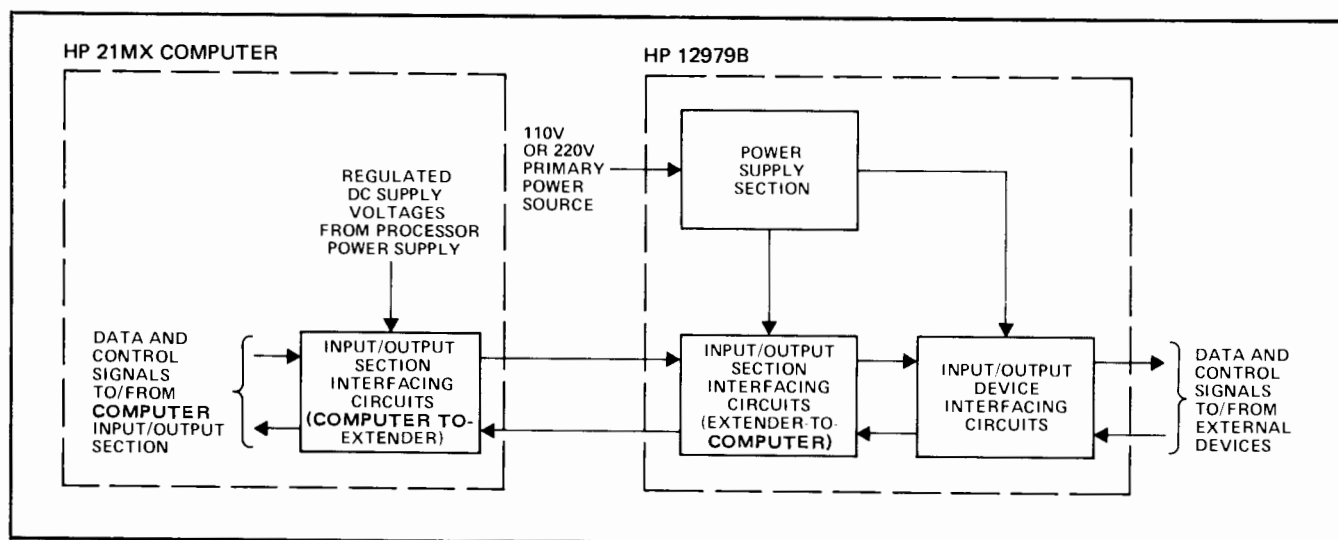 HP 21MX COMPUTER
HP 12979B
110V
OR 220V
PRIMARY
POWER
SOURCE
POWER
SUPPLY
SECTION
REGULATED
DC SUPPLY
VOLTAGES
FROM PROCESSOR
POWER SUPPLY
DATA AND
CONTROL
SIGNALS
TO/FROM
COMPUTER
INPUT/OUTPUT
SECTION
INPUT/OUTPUT
SECTION
INTERFACING
CIRCUITS
(COMPUTER TO-
EXTENDER)
INPUT/OUTPUT
SECTION
INTERFACING
CIRCUITS
(EXTENDER-TO-
COMPUTER)
INPUT/OUTPUT
DEVICE
INTERFACING
CIRCUITS
DATA AND
CONTROL
SIGNALS
TO/FROM
EXTERNAL
DEVICES